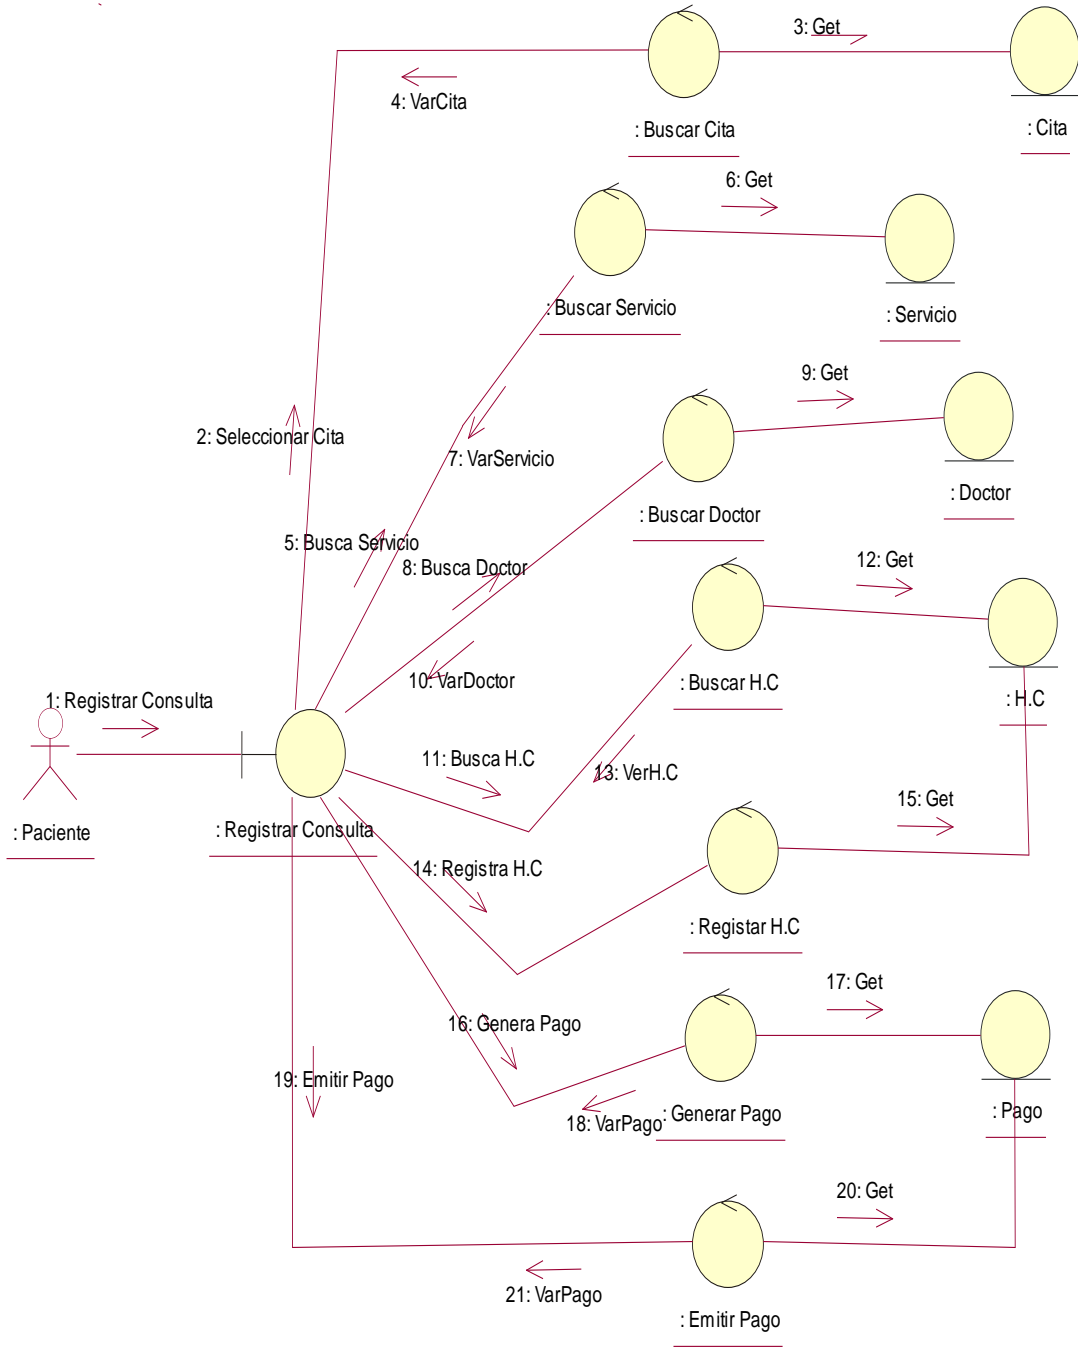 3: Get
4: VarCita
: Buscar Cita
: Cita
6: Get
: Buscar Servicio
: Servicio
9: Get
2: Seleccionar Cita
7: VarServicio
: Buscar Doctor
: Doctor
5: Busca Servicio
8: Busca Doctor
12: Get
10: VarDoctor
: Buscar H.C
: H.C
1: Registrar Consulta
11: Busca H.C
13: VerH.C
15: Get
: Paciente
: Registrar Consulta
14: Registra H.C
: Registar H.C
17: Get
16: Genera Pago
19: Emitir Pago
18: VarPago
: Generar Pago
: Pago
20: Get
21: VarPago
: Emitir Pago